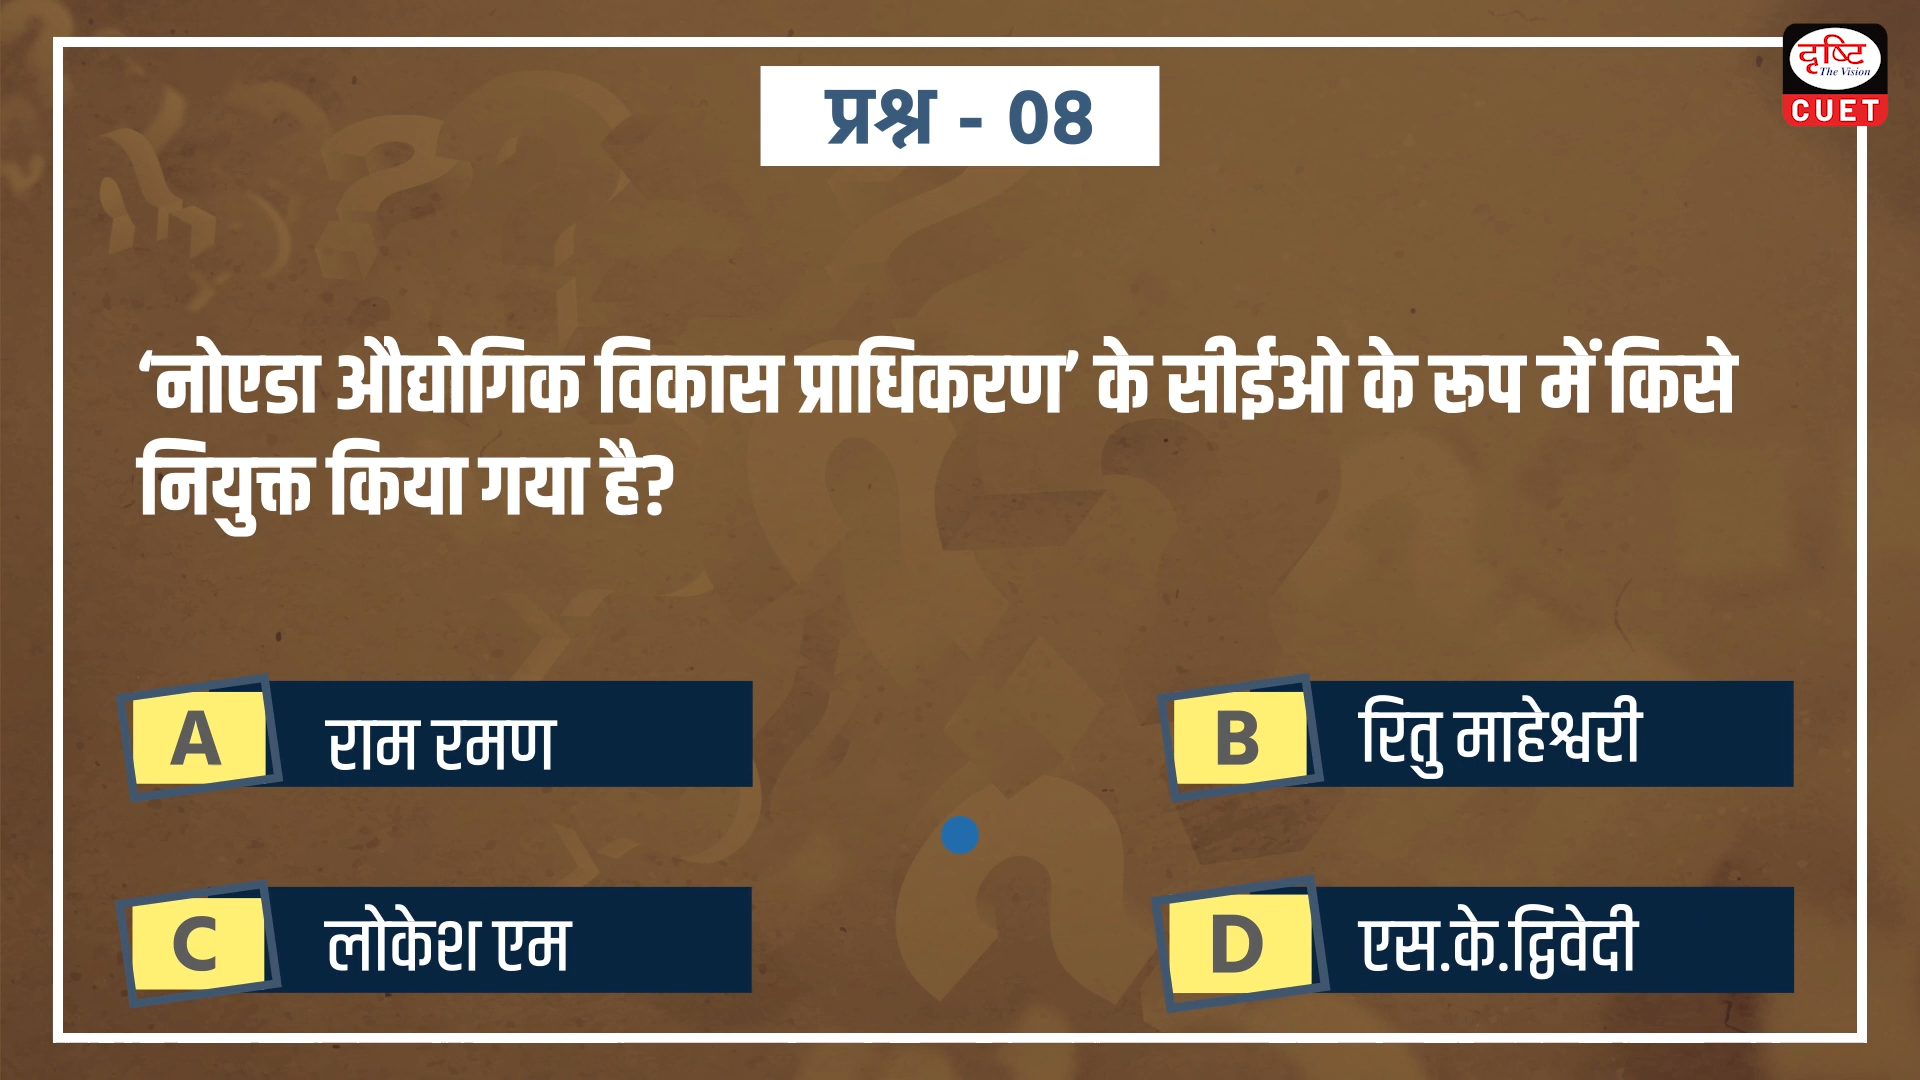 दृष्टि
The Vision
CUET
प्रश्न - 08
‘नोएडा औद्योगिक विकास प्राधिकरण’ के सीईओ के रूप में किसे
नियुक्त किया गया है?
A राम रमण
B रितु माहेश्वरी
C लोकेश एम
D एस.के.द्विवेदी